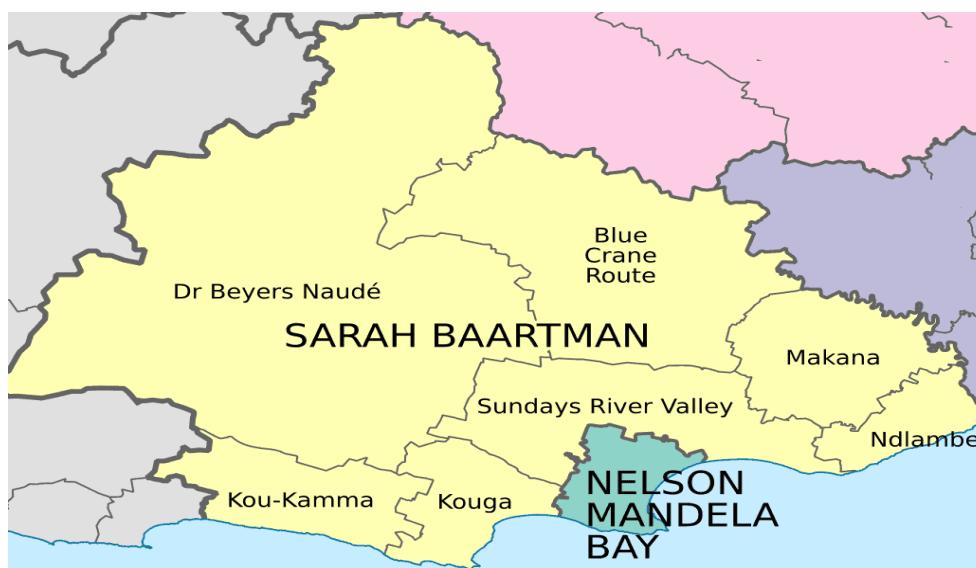 Blue
Crane
Route
Dr Beyers Naudé
SARAH BAARTMAN
Makana
Sundays River Valley
Ndlambe
Kou-Kamma
Kouga
NELSON
MANDELA
BAY